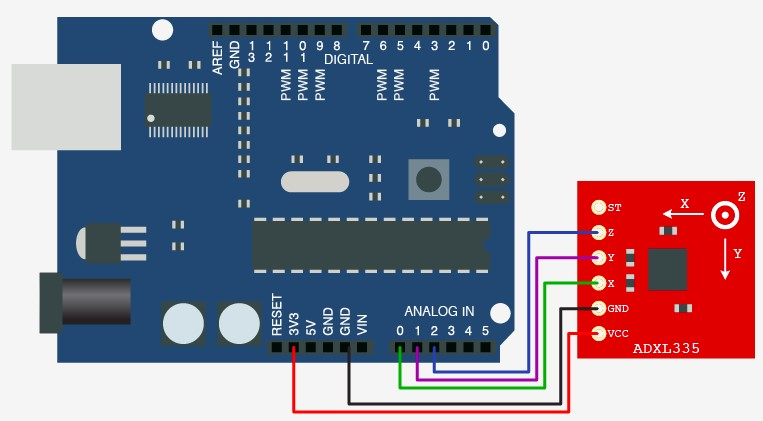 AREF GND 13 12 11 10 9 8 7 6 5 4 3 2 1 0
DIGITAL
PWM PWM PWM PWM PWM PWM
ST
Z
Y
X
GND
VCC
X
Z
Y
ADXL335
ANALOG IN
RESET 3V3 5V GND GND VIN 0 1 2 3 4 5